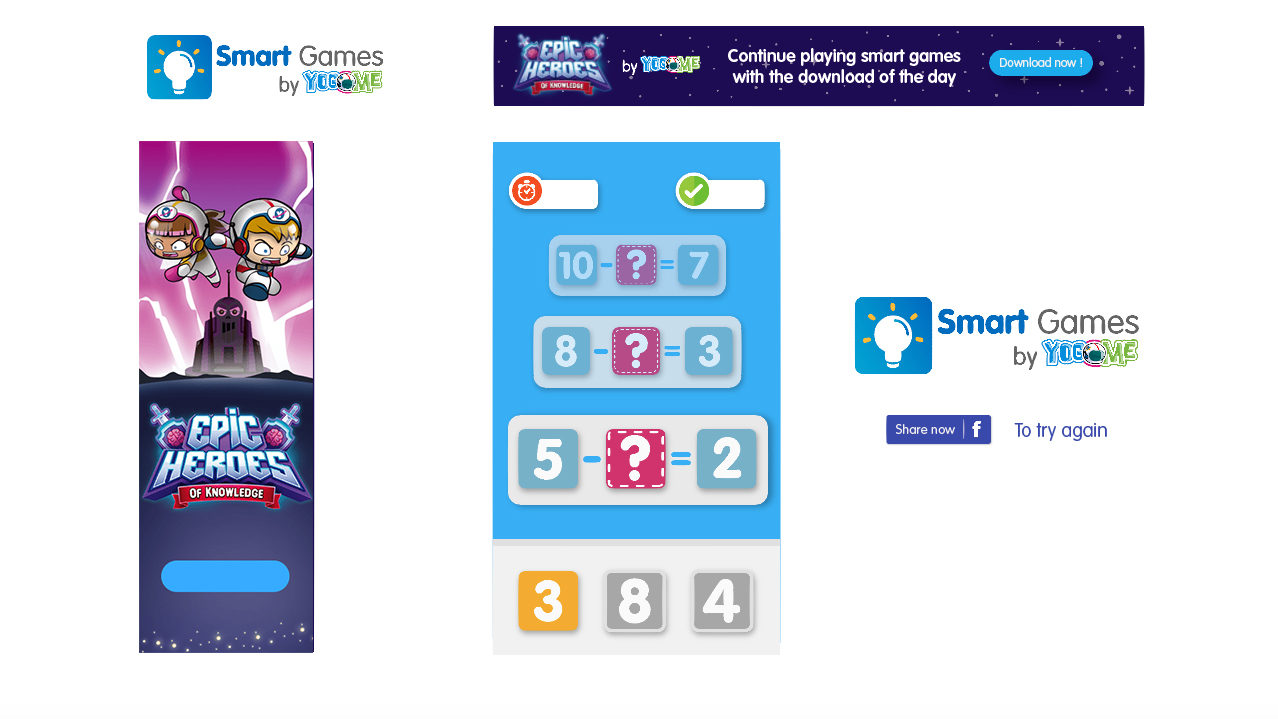 Smart Games
by YOGOME
EPIC
HEROES
OF KNOWLEDGE
by YOGOME
Continue playing smart games
with the download of the day
Download now !
EPIC
HEROES
OF KNOWLEDGE
10 - ? = 7
8 - ? = 3
5 - ? = 2
3 8 4
Smart Games
by YOGOME
Share now f
To try again